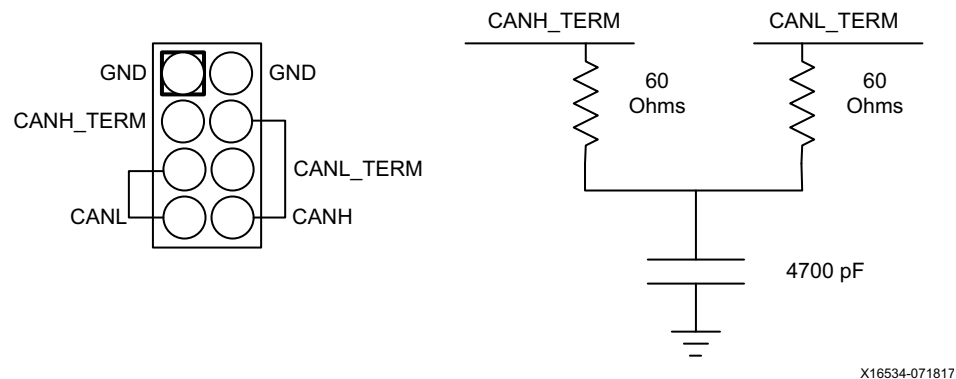 CANH_TERM
CANL_TERM
GND
GND
60
Ohms
60
Ohms
CANH_TERM
CANL_TERM
CANL
CANH
4700 pF
X16534-071817